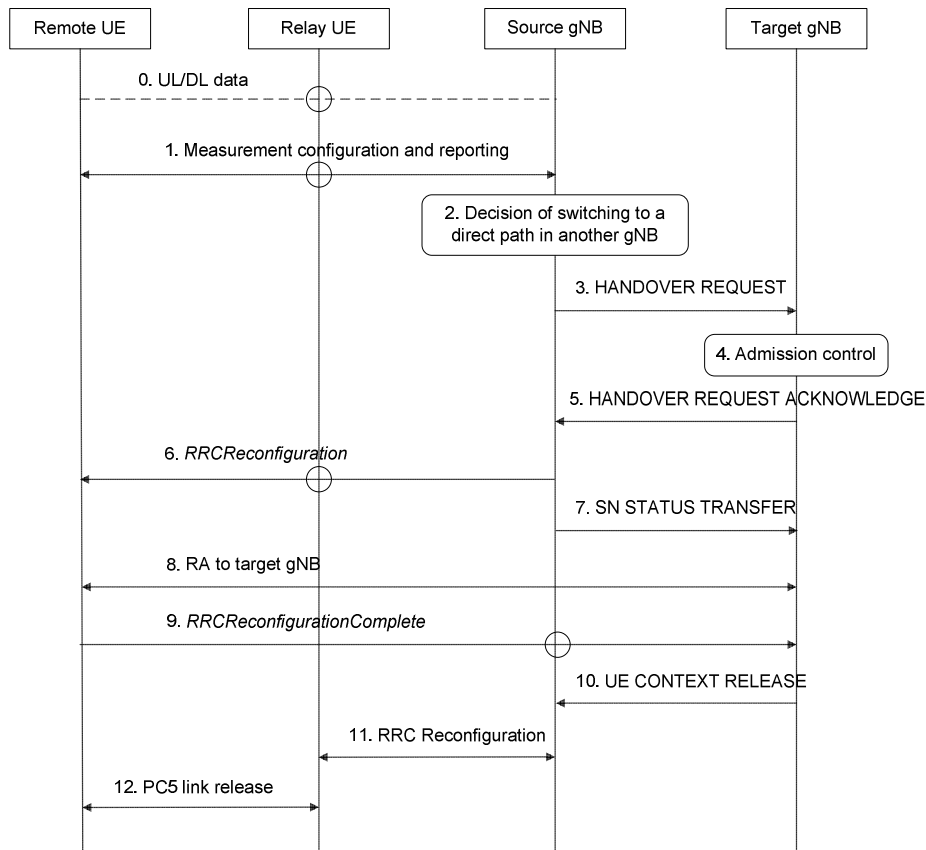 Remote UE
Relay UE
Source gNB
Target gNB
0. UL/DL data
1. Measurement configuration and reporting
2. Decision of switching to a
direct path in another gNB
3. HANDOVER REQUEST
4. Admission control
5. HANDOVER REQUEST ACKNOWLEDGE
6. RRCReconfiguration
7. SN STATUS TRANSFER
8. RA to target gNB
9. RRCReconfigurationComplete
10. UE CONTEXT RELEASE
11. RRC Reconfiguration
12. PC5 link release